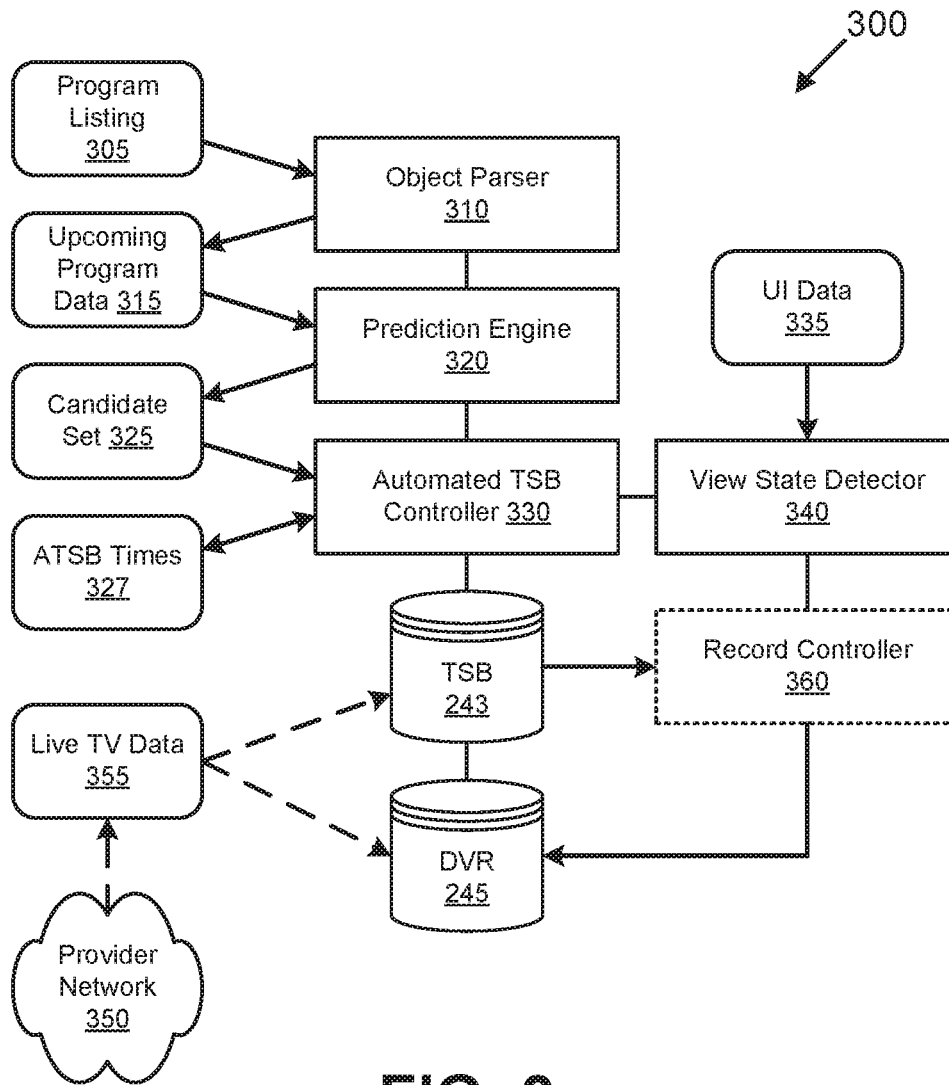 300
Program
Listing
305
Object Parser
310
Upcoming
Program
Data 315
UI Data
335
Prediction Engine
320
Candidate
Set 325
Automated TSB
Controller 330
View State Detector
340
ATSB Times
327
TSB
243
Record Controller
360
Live TV Data
355
DVR
245
Provider
Network
350